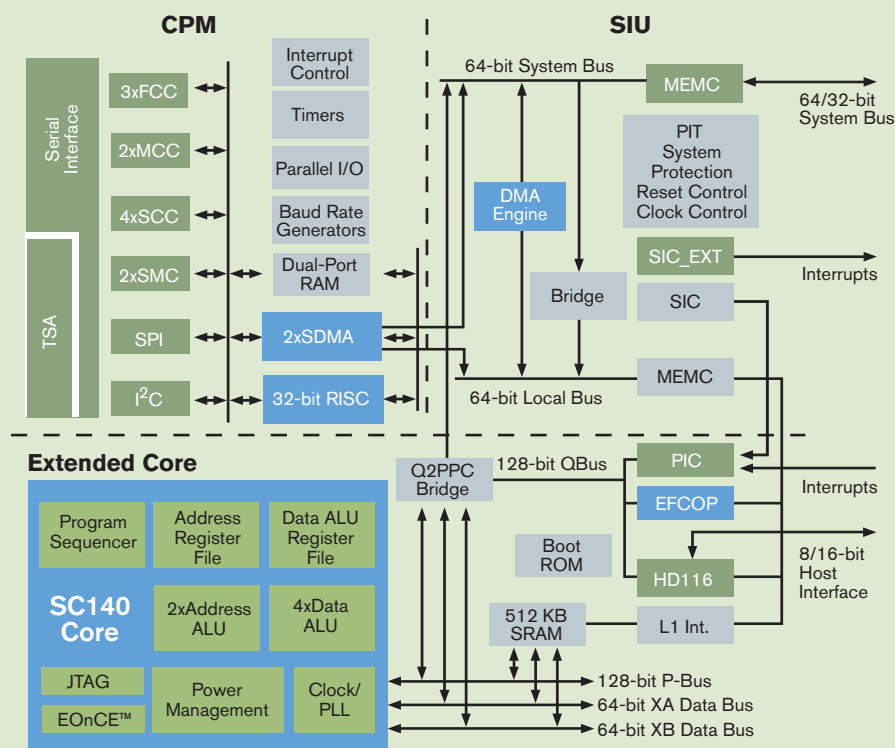 CPM
SIU
Serial
Interface
TSA
3xFCC
2xMCC
4xSCC
2xSMC
SPI
I²C
Interrupt
Control
Timers
Parallel I/O
Baud Rate
Generators
Dual-Port
RAM
2xSDMA
32-bit RISC
64-bit System Bus
MEMC
64/32-bit
System Bus
PIT
System
Protection
Reset Control
Clock Control
DMA
Engine
SIC_EXT
Interrupts
Bridge
SIC
MEMC
64-bit Local Bus
Extended Core
Q2PPC
Bridge
128-bit QBus
PIC
Interrupts
EFCOP
Boot
ROM
HD116
8/16-bit
Host
Interface
512 KB
SRAM
L1 Int.
Program
Sequencer
Address
Register
File
Data ALU
Register
File
SC140
Core
2xAddress
ALU
4xData
ALU
JTAG
EOnCE™
Power
Management
Clock/
PLL
128-bit P-Bus
64-bit XA Data Bus
64-bit XB Data Bus